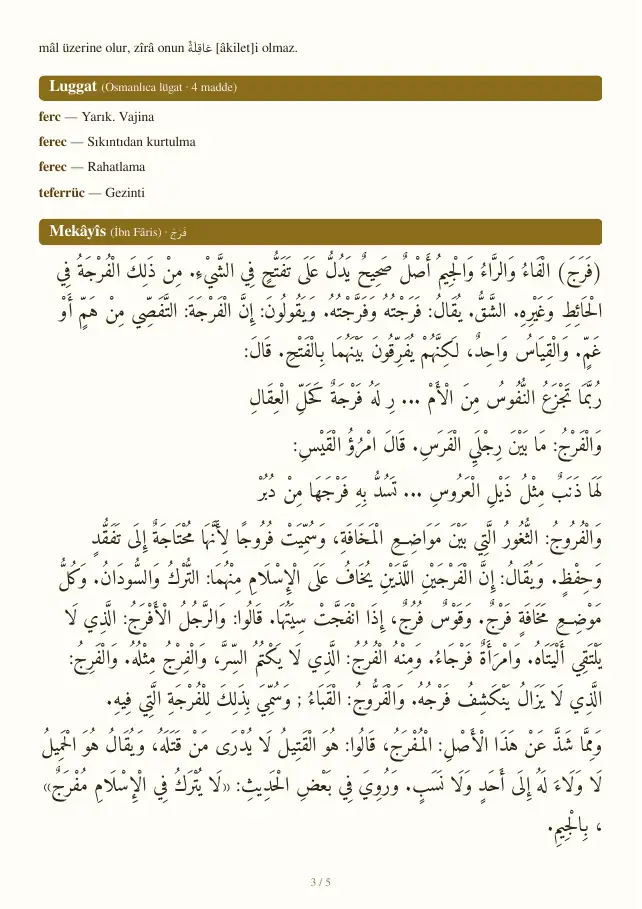 mâl üzerine olur, zîrâ onun عَاقِلَةٌ [âkilet]i olmaz.
Luggat (Osmanlıca lügat · 4 madde)
ferc — Yarık. Vajina
ferec — Sıkıntıdan kurtulma
ferec — Rahatlama
teferrüc — Gezinti
Mekâyîs (İbn Fâris) · فَرَجَ
(فَرَجَ) الْفَاءُ وَالرَّاءُ وَالْجِيمُ أَصْلٌ صَحِيحٌ يَدُلُّ عَلَى تَفَتُّحٍ فِي الشَّيْءِ. مِنْ ذَلِكَ الْفُرْجَةُ فِي
الْحَائِطِ وَغَيْرِهِ. الشَّقُّ. يُقَالُ: فَرَجْتُهُ وَفَرَّجْتُهُ. وَيَقُولُونَ: إِنَّ الْفَرْجَةَ: التَّفَصِّي مِنْ هَمٍّ أَوْ
غَمٍّ. وَالْقِيَاسُ وَاحِدٌ، لَكِنَّهُمْ يُفَرِّقُونَ بَيْنَهُمَا بِالْفَتْحِ. قَالَ:
رُبَّمَا تَجْزَعُ النُّفُوسُ مِنَ الْأَمْ ... رِ لَهُ فَرْجَةٌ كَحَلِّ الْعِقَالِ
وَالْفَرْجُ: مَا بَيْنَ رِجْلَيِ الْفَرَسِ. قَالَ امْرُؤُ الْقَيْسِ:
لَهَا ذَنَبٌ مِثْلُ ذَيْلِ الْعَرُوسِ ... تَسُدُّ بِهِ فَرْجَهَا مِنْ دُبُرْ
وَالْفُرُوجُ: الثُّغُورُ الَّتِي بَيْنَ مَوَاضِعِ الْمَخَافَةِ، وَسُمِّيَتْ فُرُوجًا لِأَنَّهَا مُحْتَاجَةٌ إِلَى تَفَقُّدٍ
وَحِفْظٍ. وَيُقَالُ: إِنَّ الْفَرْجَيْنِ اللَّذَيْنِ يُخَافُ عَلَى الْإِسْلَامِ مِنْهُمَا: التُّرْكُ وَالسُّودَانُ. وَكُلُّ
مَوْضِعِ مَخَافَةٍ فَرْجٌ. وَقَوْسٌ فُرُجٌ، إِذَا انْفَجَّتْ سِيَتُهَا. قَالُوا: وَالرَّجُلُ الْأَفْرَجُ: الَّذِي لَا
يَلْتَقِي أَلْيَتَاهُ. وَامْرَأَةٌ فَرْجَاءُ. وَمِنْهُ الْفُرُجُ: الَّذِي لَا يَكْتُمُ السِّرَّ، وَالْفِرْجُ مِثْلُهُ. وَالْفَرِجُ:
الَّذِي لَا يَزَالُ يَنْكَشِفُ فَرْجُهُ. وَالْفَرُّوجُ: الْقَبَاءُ ; وَسُمِّيَ بِذَلِكَ لِلْفُرْجَةِ الَّتِي فِيهِ.
وَمِمَّا شَذَّ عَنْ هَذَا الْأَصْلِ: الْمُفْرَجُ، قَالُوا: هُوَ الْقَتِيلُ لَا يُدْرَى مَنْ قَتَلَهُ، وَيُقَالُ هُوَ الْحَمِيلُ
لَا وَلَاءَ لَهُ إِلَى أَحَدٍ وَلَا نَسَبٍ. وَرُوِيَ فِي بَعْضِ الْحَدِيثِ: «لَا يُتْرَكُ فِي الْإِسْلَامِ مُفْرَجٌ»
، بِالْجِيمِ.
3 / 5